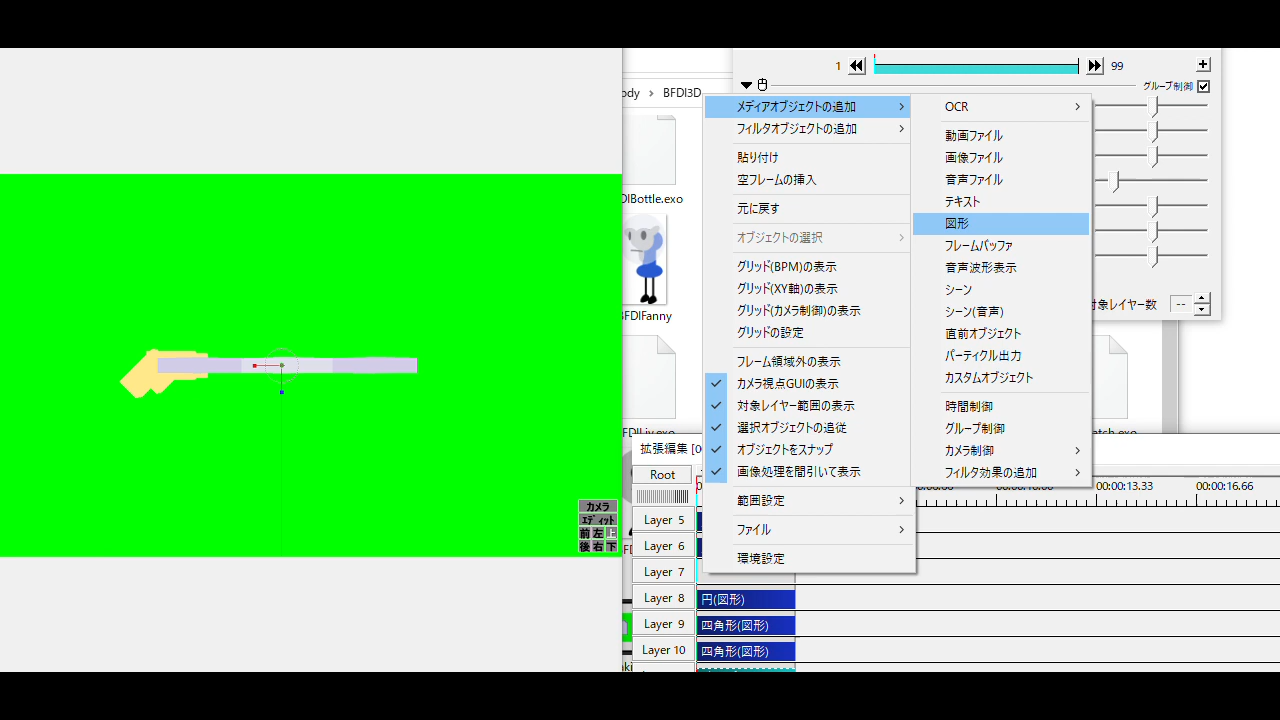 1
99
グループ制御
ody › BFDI3D
DIBottle.exo
BFDIFanny
メディアオブジェクトの追加
フィルタオブジェクトの追加
貼り付け
空フレームの挿入
元に戻す
オブジェクトの選択
グリッド(BPM)の表示
グリッド(XY軸)の表示
グリッド(カメラ制御)の表示
グリッドの設定
フレーム領域外の表示
カメラ視点GUIの表示
対象レイヤー範囲の表示
選択オブジェクトの追従
オブジェクトをスナップ
画像処理を間引いて表示
範囲設定
ファイル
環境設定
OCR
動画ファイル
画像ファイル
音声ファイル
テキスト
図形
フレームバッファ
音声波形表示
シーン
シーン(音声)
直前オブジェクト
パーティクル出力
カスタムオブジェクト
時間制御
グループ制御
カメラ制御
フィルタ効果の追加
対象レイヤー数
--
カメラ
エディット
前 左 上
後 右 下
拡張編集 [0
Root
00:00:13.33
00:00:16.66
Layer 5
Layer 6
Layer 7
Layer 8
円(図形)
Layer 9
四角形(図形)
Layer 10
四角形(図形)